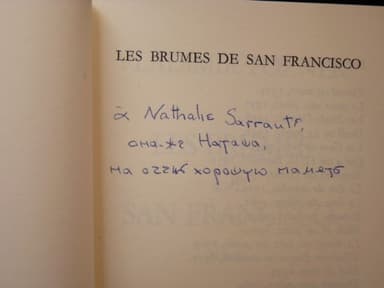 LES BRUMES DE SAN FRANCISCO
à Nathalie Sarraute,
она-же Наташа,
на очень хорошую память